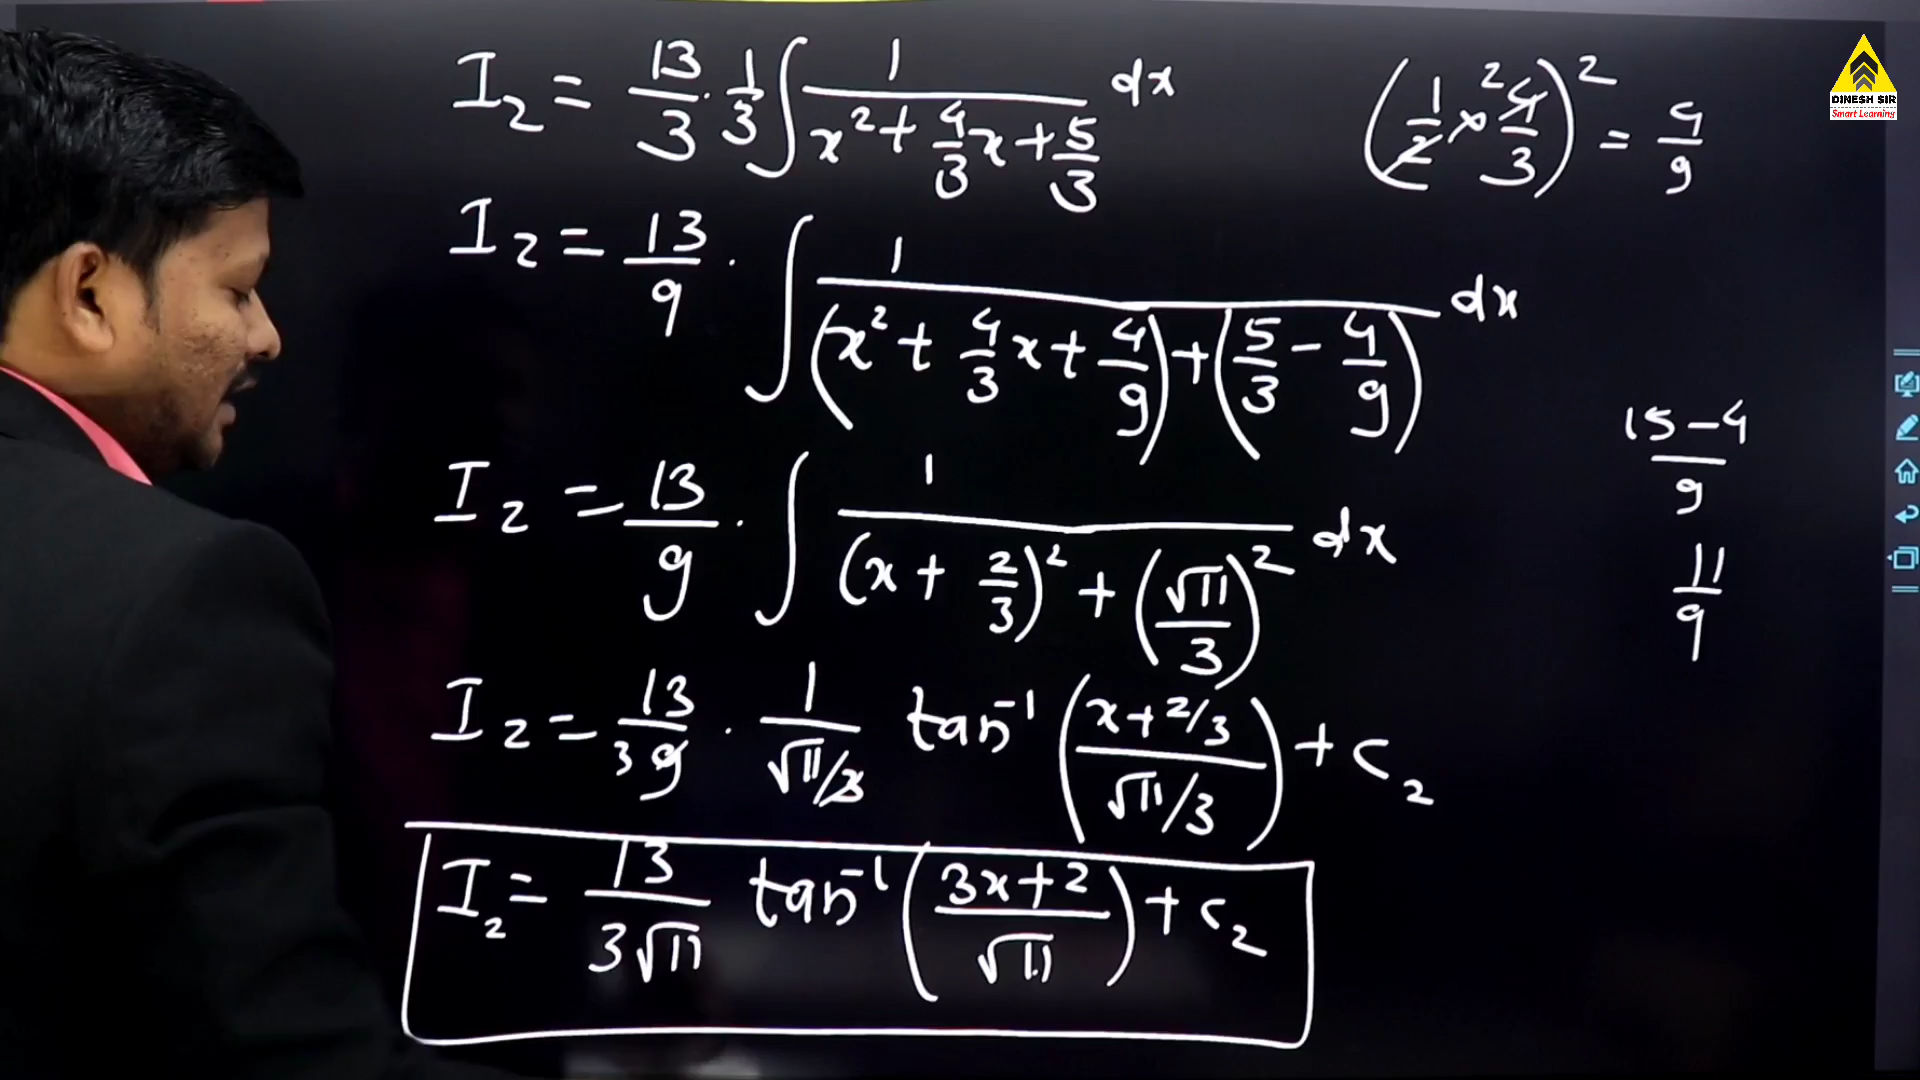 I₂ = 13/3 · 1/3 ∫ 1/(x² + 4/3 x + 5/3) dx
(1/2 × 4/3)² = 4/9
2
DINESH SIR
Smart Learning
I₂ = 13/9 · ∫ 1/((x² + 4/3 x + 4/9) + (5/3 − 4/9)) dx
15 − 4/9
I₂ = 13/9 · ∫ 1/((x + 2/3)² + (√11/3)²) dx
11/9
I₂ = 13/9 · 1/(√11/3) tan⁻¹ ((x + 2/3)/(√11/3)) + c₂
3
I₂ = 13/(3√11) tan⁻¹ ((3x + 2)/√11) + c₂